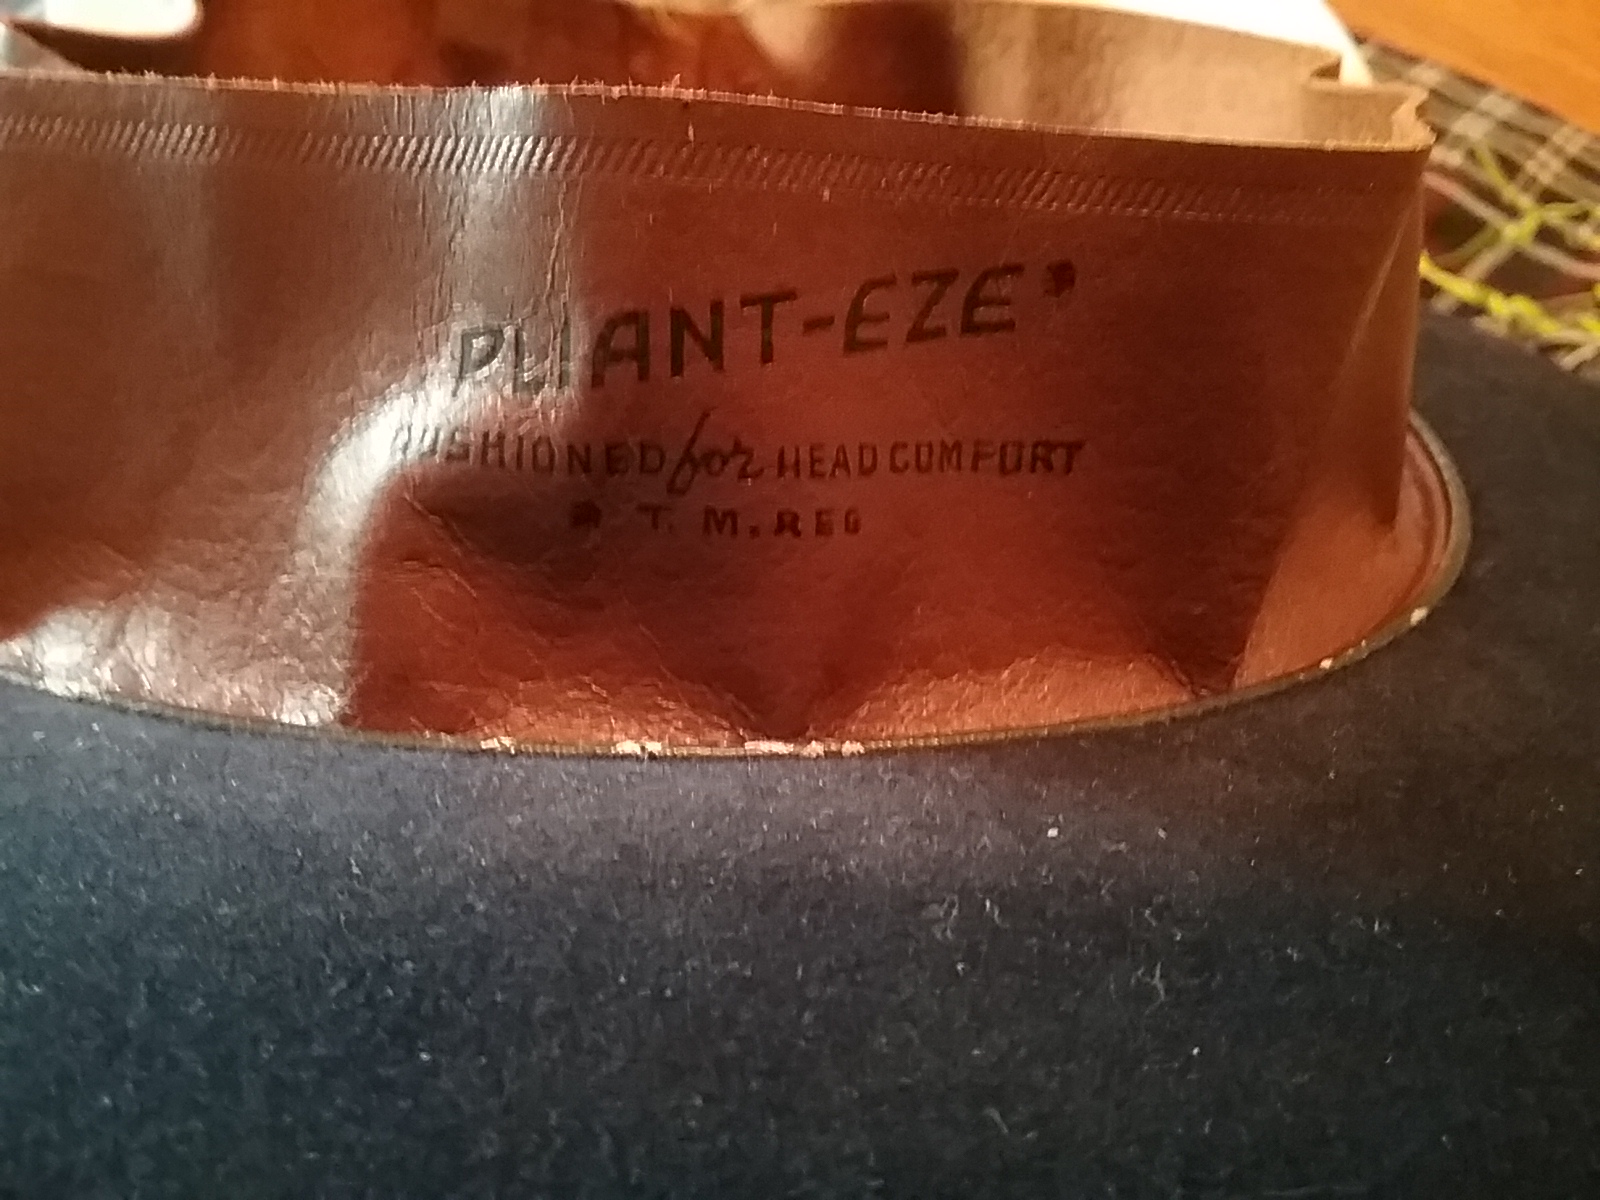 PLIANT-EZE*
CUSHIONED for HEAD COMFORT
* T. M. REG